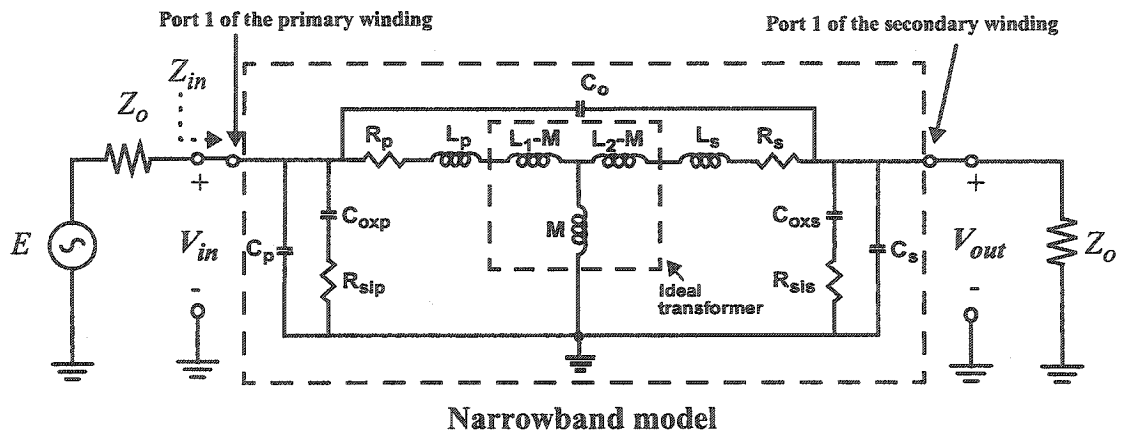 Port 1 of the primary winding
Port 1 of the secondary winding
Z_in
Z_o
C_o
R_p
L_p
L_1-M
L_2-M
L_s
R_s
+
+
C_oxp
M
C_oxs
E
V_in
C_p
C_s
V_out
Z_o
R_sip
R_sis
-
-
Ideal
transformer
Narrowband model